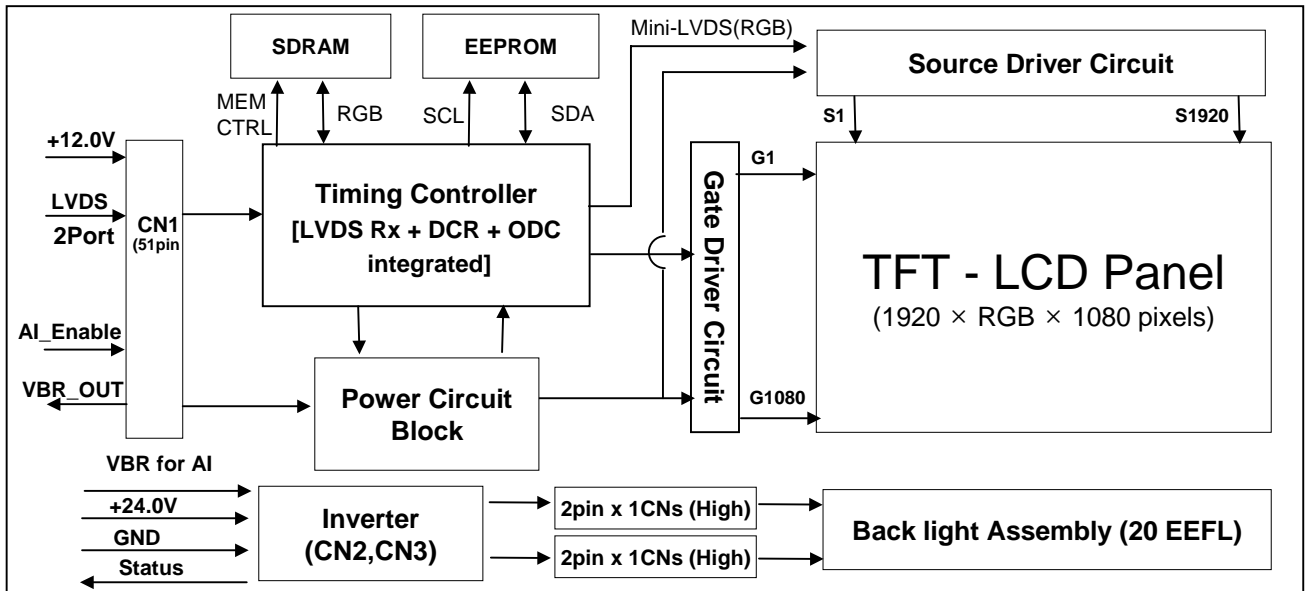 SDRAM
EEPROM
Mini-LVDS(RGB)
Source Driver Circuit
MEM
CTRL
RGB
SCL
SDA
S1
S1920
+12.0V
LVDS
2Port
CN1
(51pin
Timing Controller
[LVDS Rx + DCR + ODC
integrated]
Gate Driver Circuit
G1
TFT - LCD Panel
(1920 × RGB × 1080 pixels)
AI_Enable
VBR_OUT
Power Circuit
Block
G1080
VBR for AI
+24.0V
GND
Status
Inverter
(CN2,CN3)
2pin x 1CNs (High)
2pin x 1CNs (High)
Back light Assembly (20 EEFL)